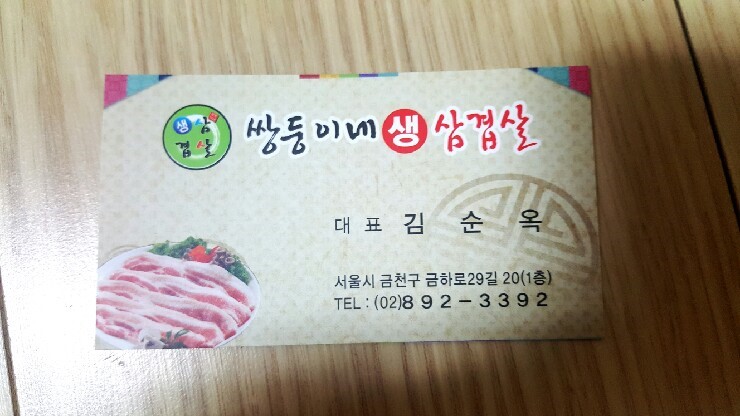 생삼
겹살
쌍둥이네 생 삼겹살
대 표 김 순 옥
서울시 금천구 금하로29길 20(1층)
TEL : (02)892-3392